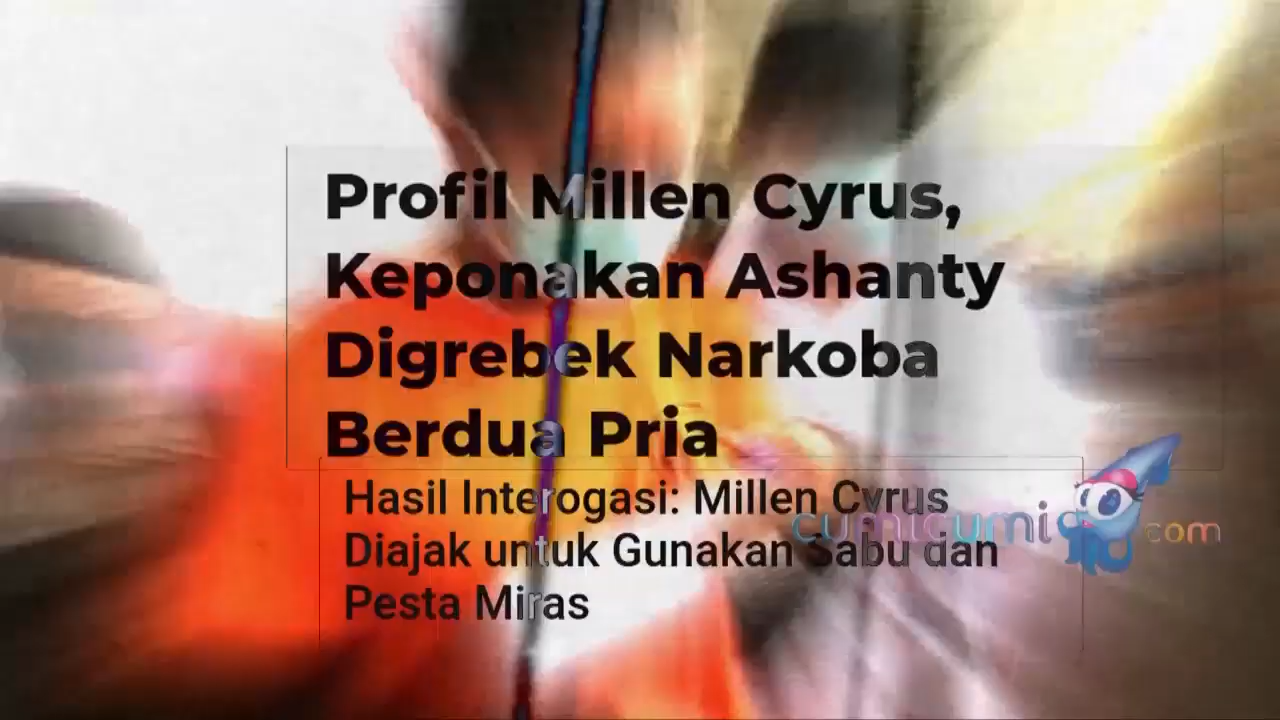 Profil Millen Cyrus,
Keponakan Ashanty
Digrebek Narkoba
Berdua Pria
Hasil Interogasi: Millen Cyrus
Diajak untuk Gunakan Sabu dan
Pesta Miras
cumicumi.com